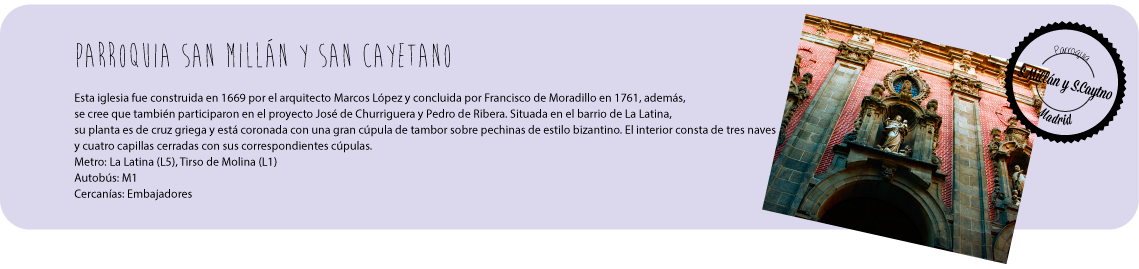 PARROQUIA SAN MILLÁN Y SAN CAYETANO
Esta iglesia fue construida en 1669 por el arquitecto Marcos López y concluida por Francisco de Moradillo en 1761, además,
se cree que también participaron en el proyecto José de Churriguera y Pedro de Ribera. Situada en el barrio de La Latina,
su planta es de cruz griega y está coronada con una gran cúpula de tambor sobre pechinas de estilo bizantino. El interior consta de tres naves
y cuatro capillas cerradas con sus correspondientes cúpulas.
Metro: La Latina (L5), Tirso de Molina (L1)
Autobús: M1
Cercanías: Embajadores
Parroquia
S.Millán y S.Caytno
Madrid